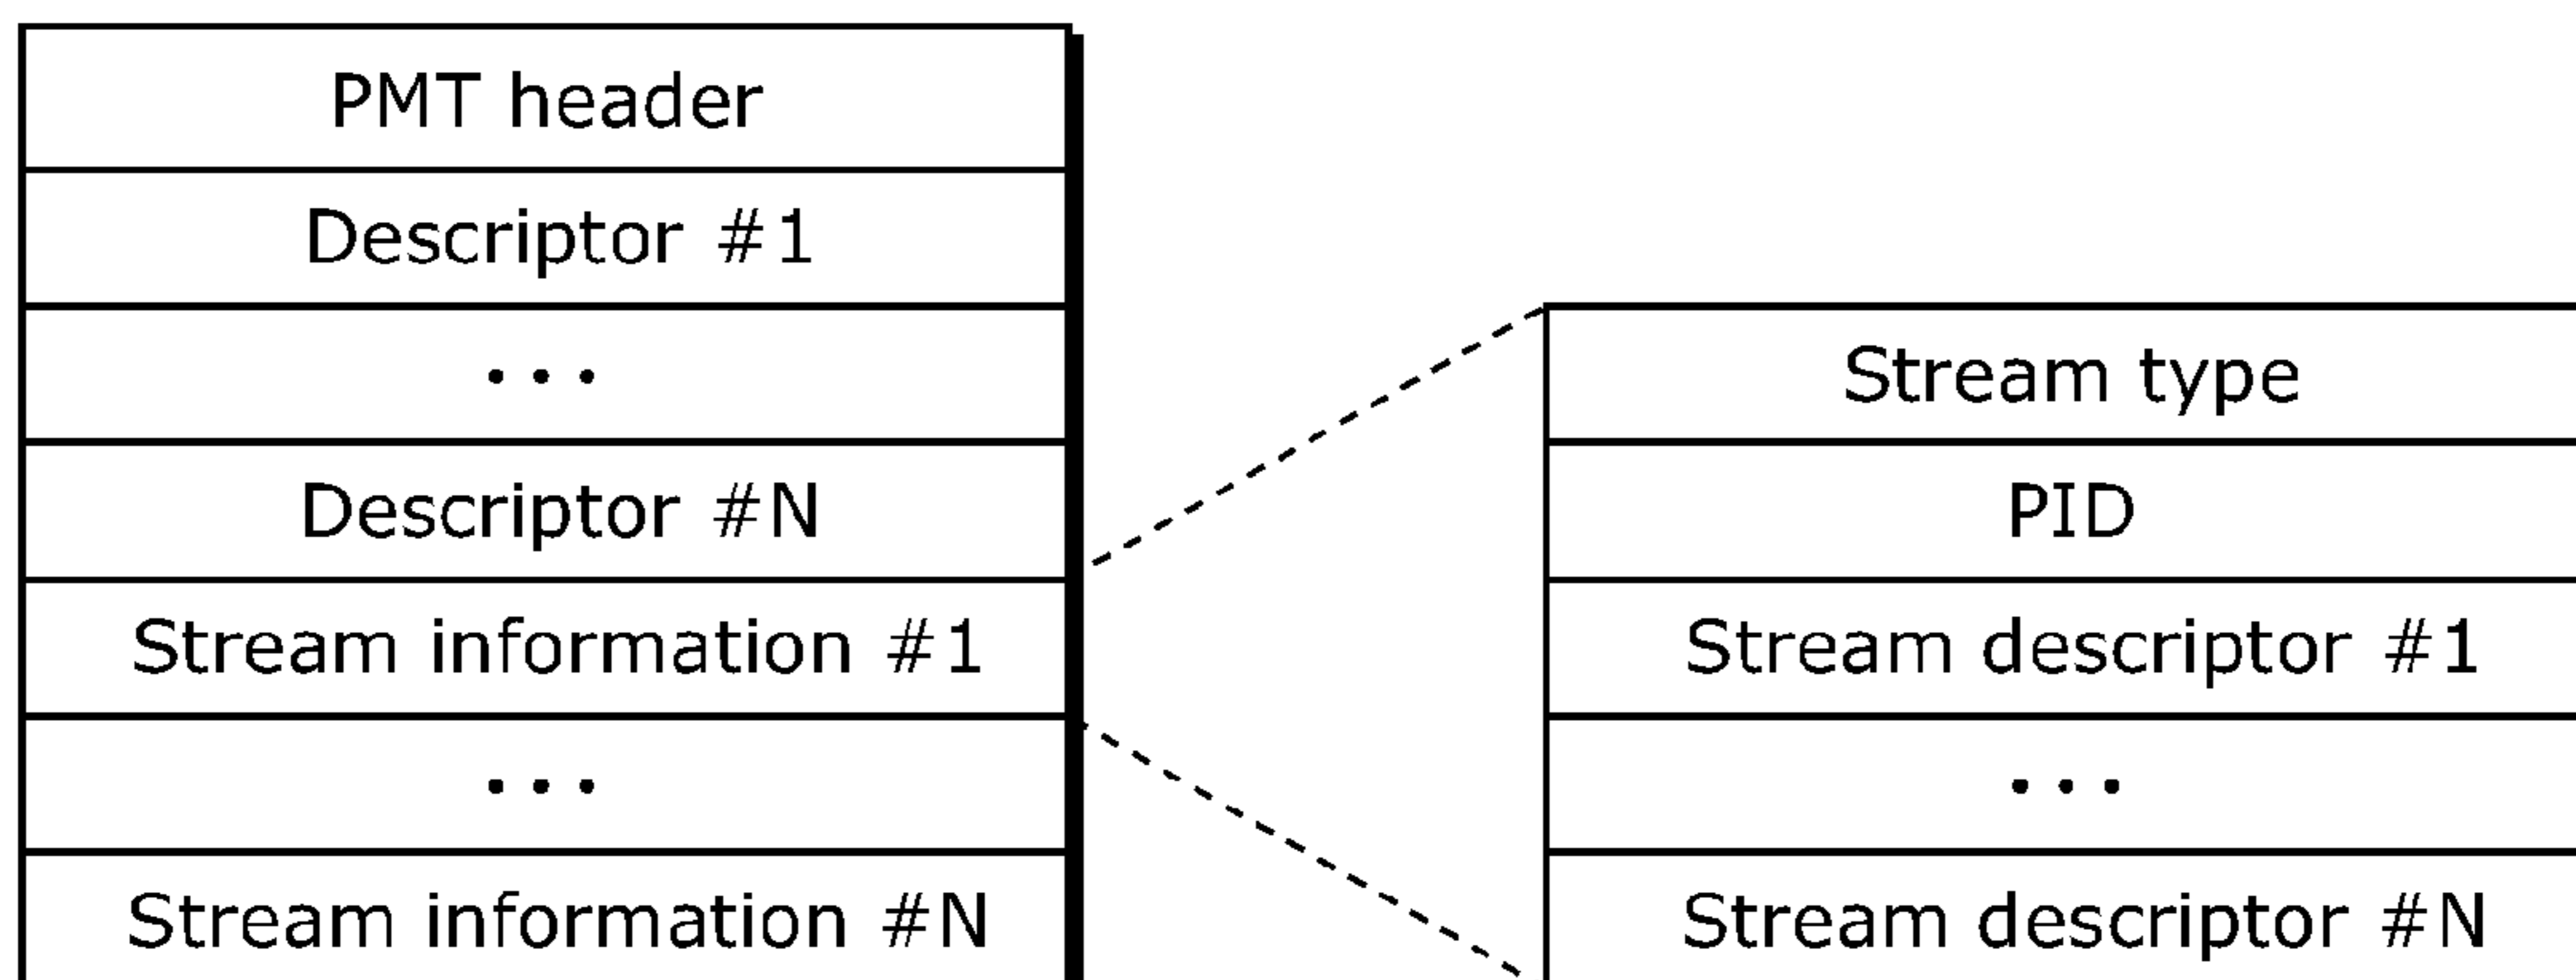 PMT header
Descriptor #1
...
Descriptor #N
Stream information #1
...
Stream information #N
Stream type
PID
Stream descriptor #1
...
Stream descriptor #N